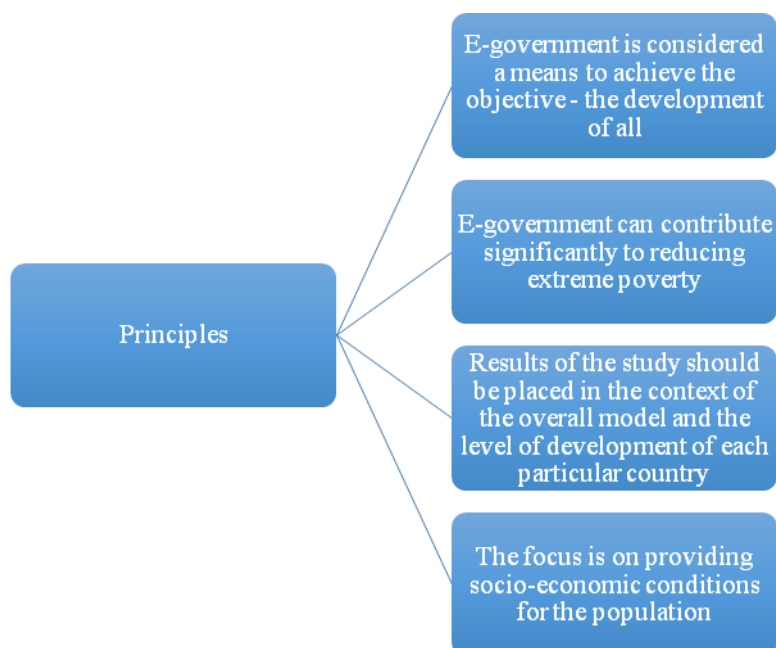 Principles
E-government is considered
a means to achieve the
objective - the development
of all
E-government can contribute
significantly to reducing
extreme poverty
Results of the study should
be placed in the context of
the overall model and the
level of development of each
particular country
The focus is on providing
socio-economic conditions
for the population